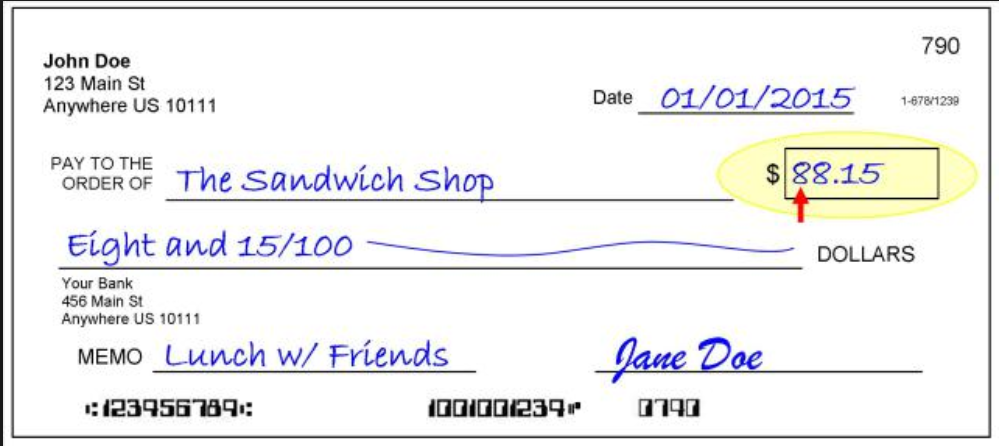 790
John Doe
123 Main St
Anywhere US 10111
Date 01/01/2015 1-678/1239
PAY TO THE
ORDER OF The Sandwich Shop $ 88.15
Eight and 15/100 DOLLARS
Your Bank
456 Main St
Anywhere US 10111
MEMO Lunch w/ Friends Jane Doe
⑆123956789⑆ 1001001239⑈ 0790